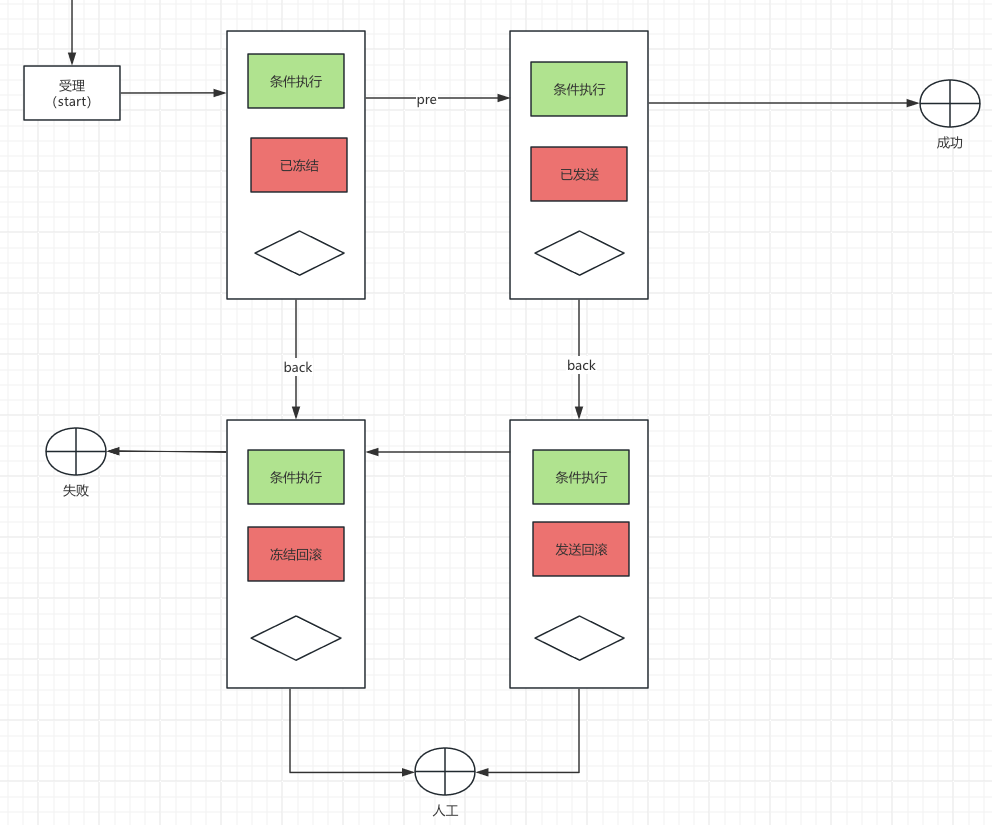 受理
（start）
条件执行
已冻结
pre
条件执行
已发送
成功
back
back
失败
条件执行
冻结回滚
条件执行
发送回滚
人工